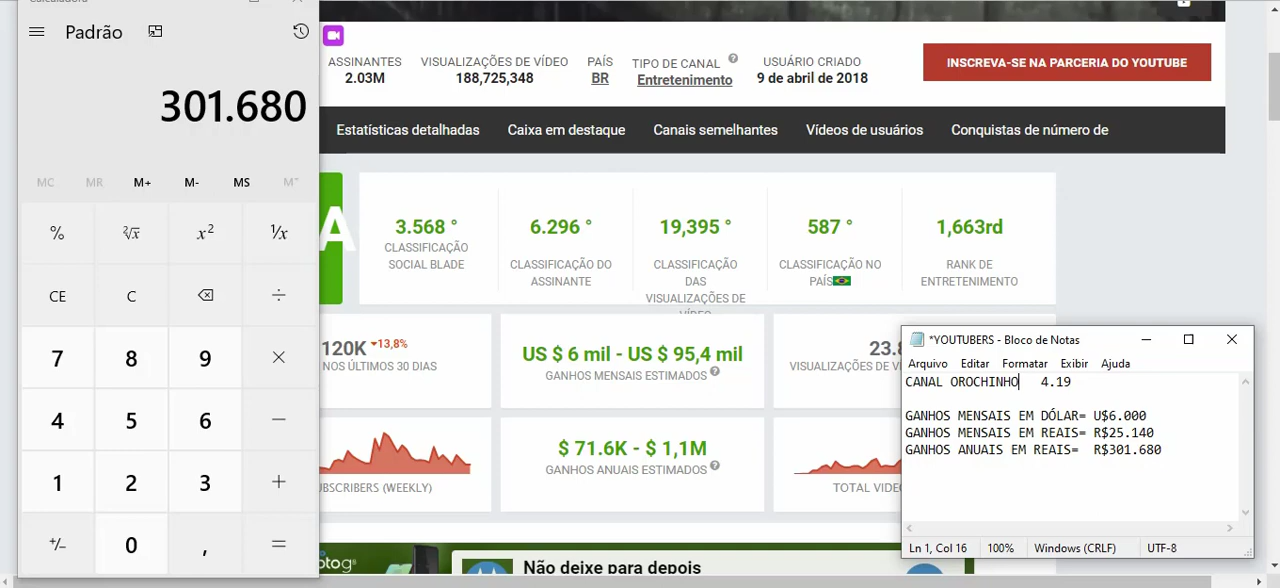 Padrão
301.680
MC MR M+ M- MS M˅
% ²√x x² ¹/x
CE C ÷
7 8 9 ×
4 5 6 −
1 2 3 +
+/− 0 , =
ASSINANTES
2.03M
VISUALIZAÇÕES DE VÍDEO
188,725,348
PAÍS
BR
TIPO DE CANAL ?
Entretenimento
USUÁRIO CRIADO
9 de abril de 2018
INSCREVA-SE NA PARCERIA DO YOUTUBE
Estatísticas detalhadas Caixa em destaque Canais semelhantes Vídeos de usuários Conquistas de número de
A
3.568 °
CLASSIFICAÇÃO
SOCIAL BLADE
6.296 °
CLASSIFICAÇÃO DO
ASSINANTE
19,395 °
CLASSIFICAÇÃO
DAS
VISUALIZAÇÕES DE
587 °
CLASSIFICAÇÃO NO
PAÍS
1,663rd
RANK DE
ENTRETENIMENTO
120K 13,8%
NOS ÚLTIMOS 30 DIAS
US $ 6 mil - US $ 95,4 mil
GANHOS MENSAIS ESTIMADOS ?
23.8
VISUALIZAÇÕES DE V
UBSCRIBERS (WEEKLY)
$ 71.6K - $ 1,1M
GANHOS ANUAIS ESTIMADOS ?
TOTAL VIDE
*YOUTUBERS - Bloco de Notas
Arquivo Editar Formatar Exibir Ajuda
CANAL OROCHINHO 4.19
GANHOS MENSAIS EM DÓLAR= U$6.000
GANHOS MENSAIS EM REAIS= R$25.140
GANHOS ANUAIS EM REAIS= R$301.680
Ln 1, Col 16 100% Windows (CRLF) UTF-8
oto g
Não deixe para depois